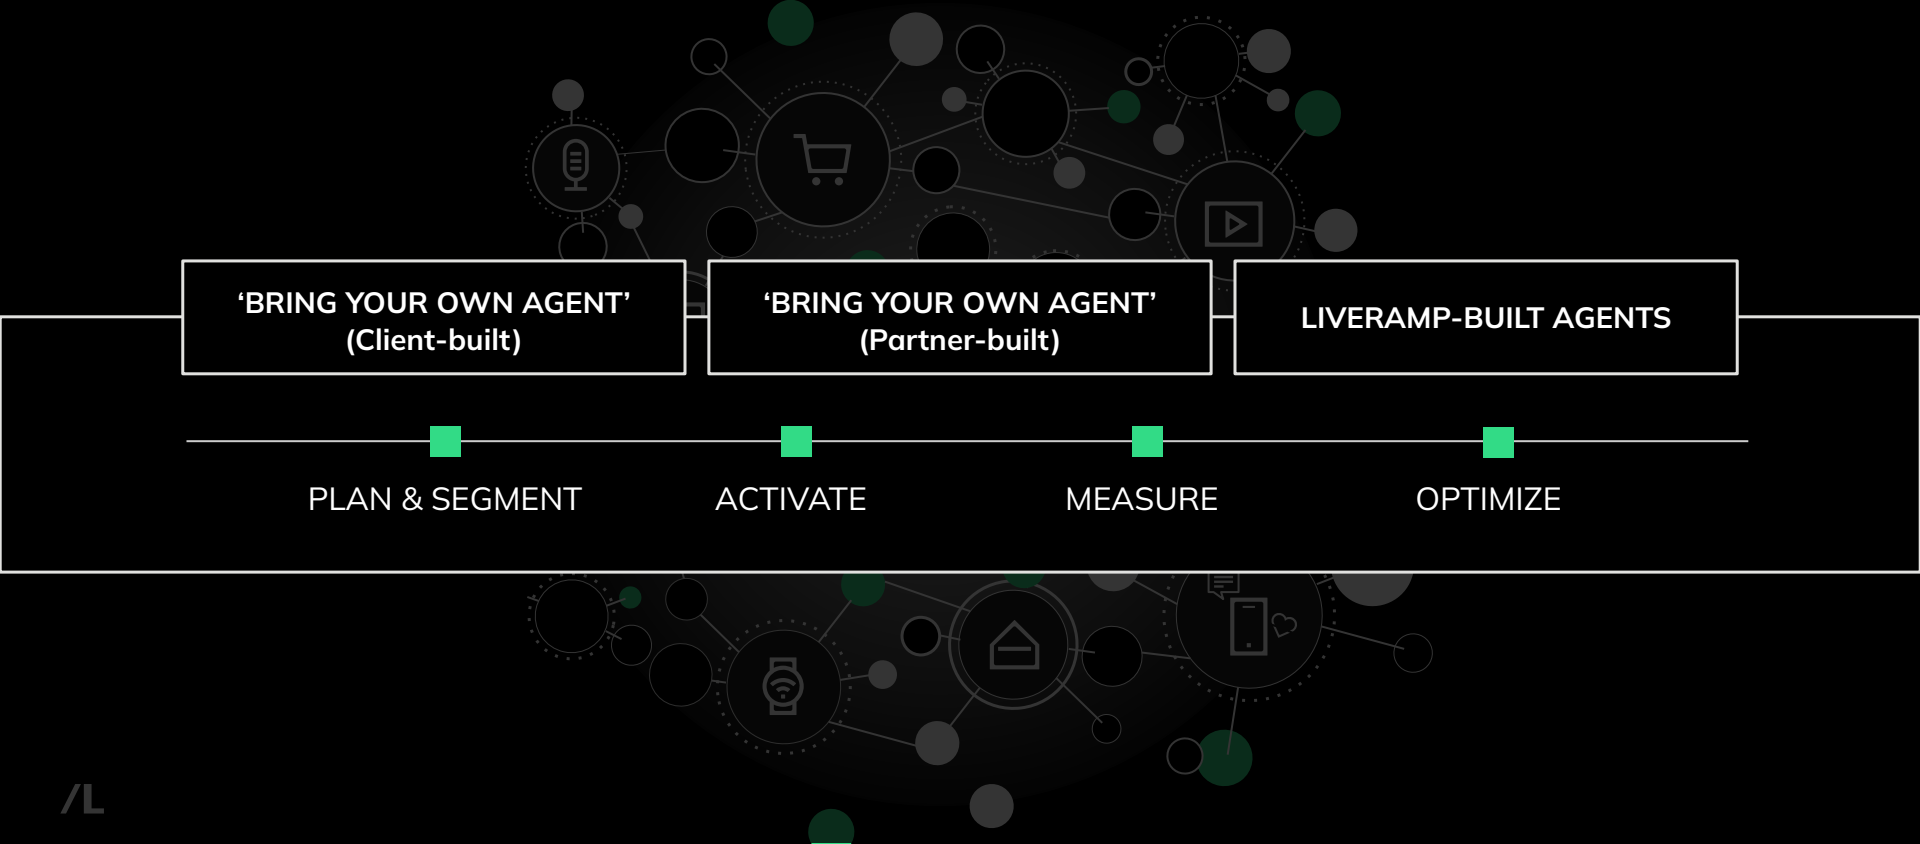 ‘BRING YOUR OWN AGENT’
(Client-built)
‘BRING YOUR OWN AGENT’
(Partner-built)
LIVERAMP-BUILT AGENTS
PLAN & SEGMENT
ACTIVATE
MEASURE
OPTIMIZE
/L